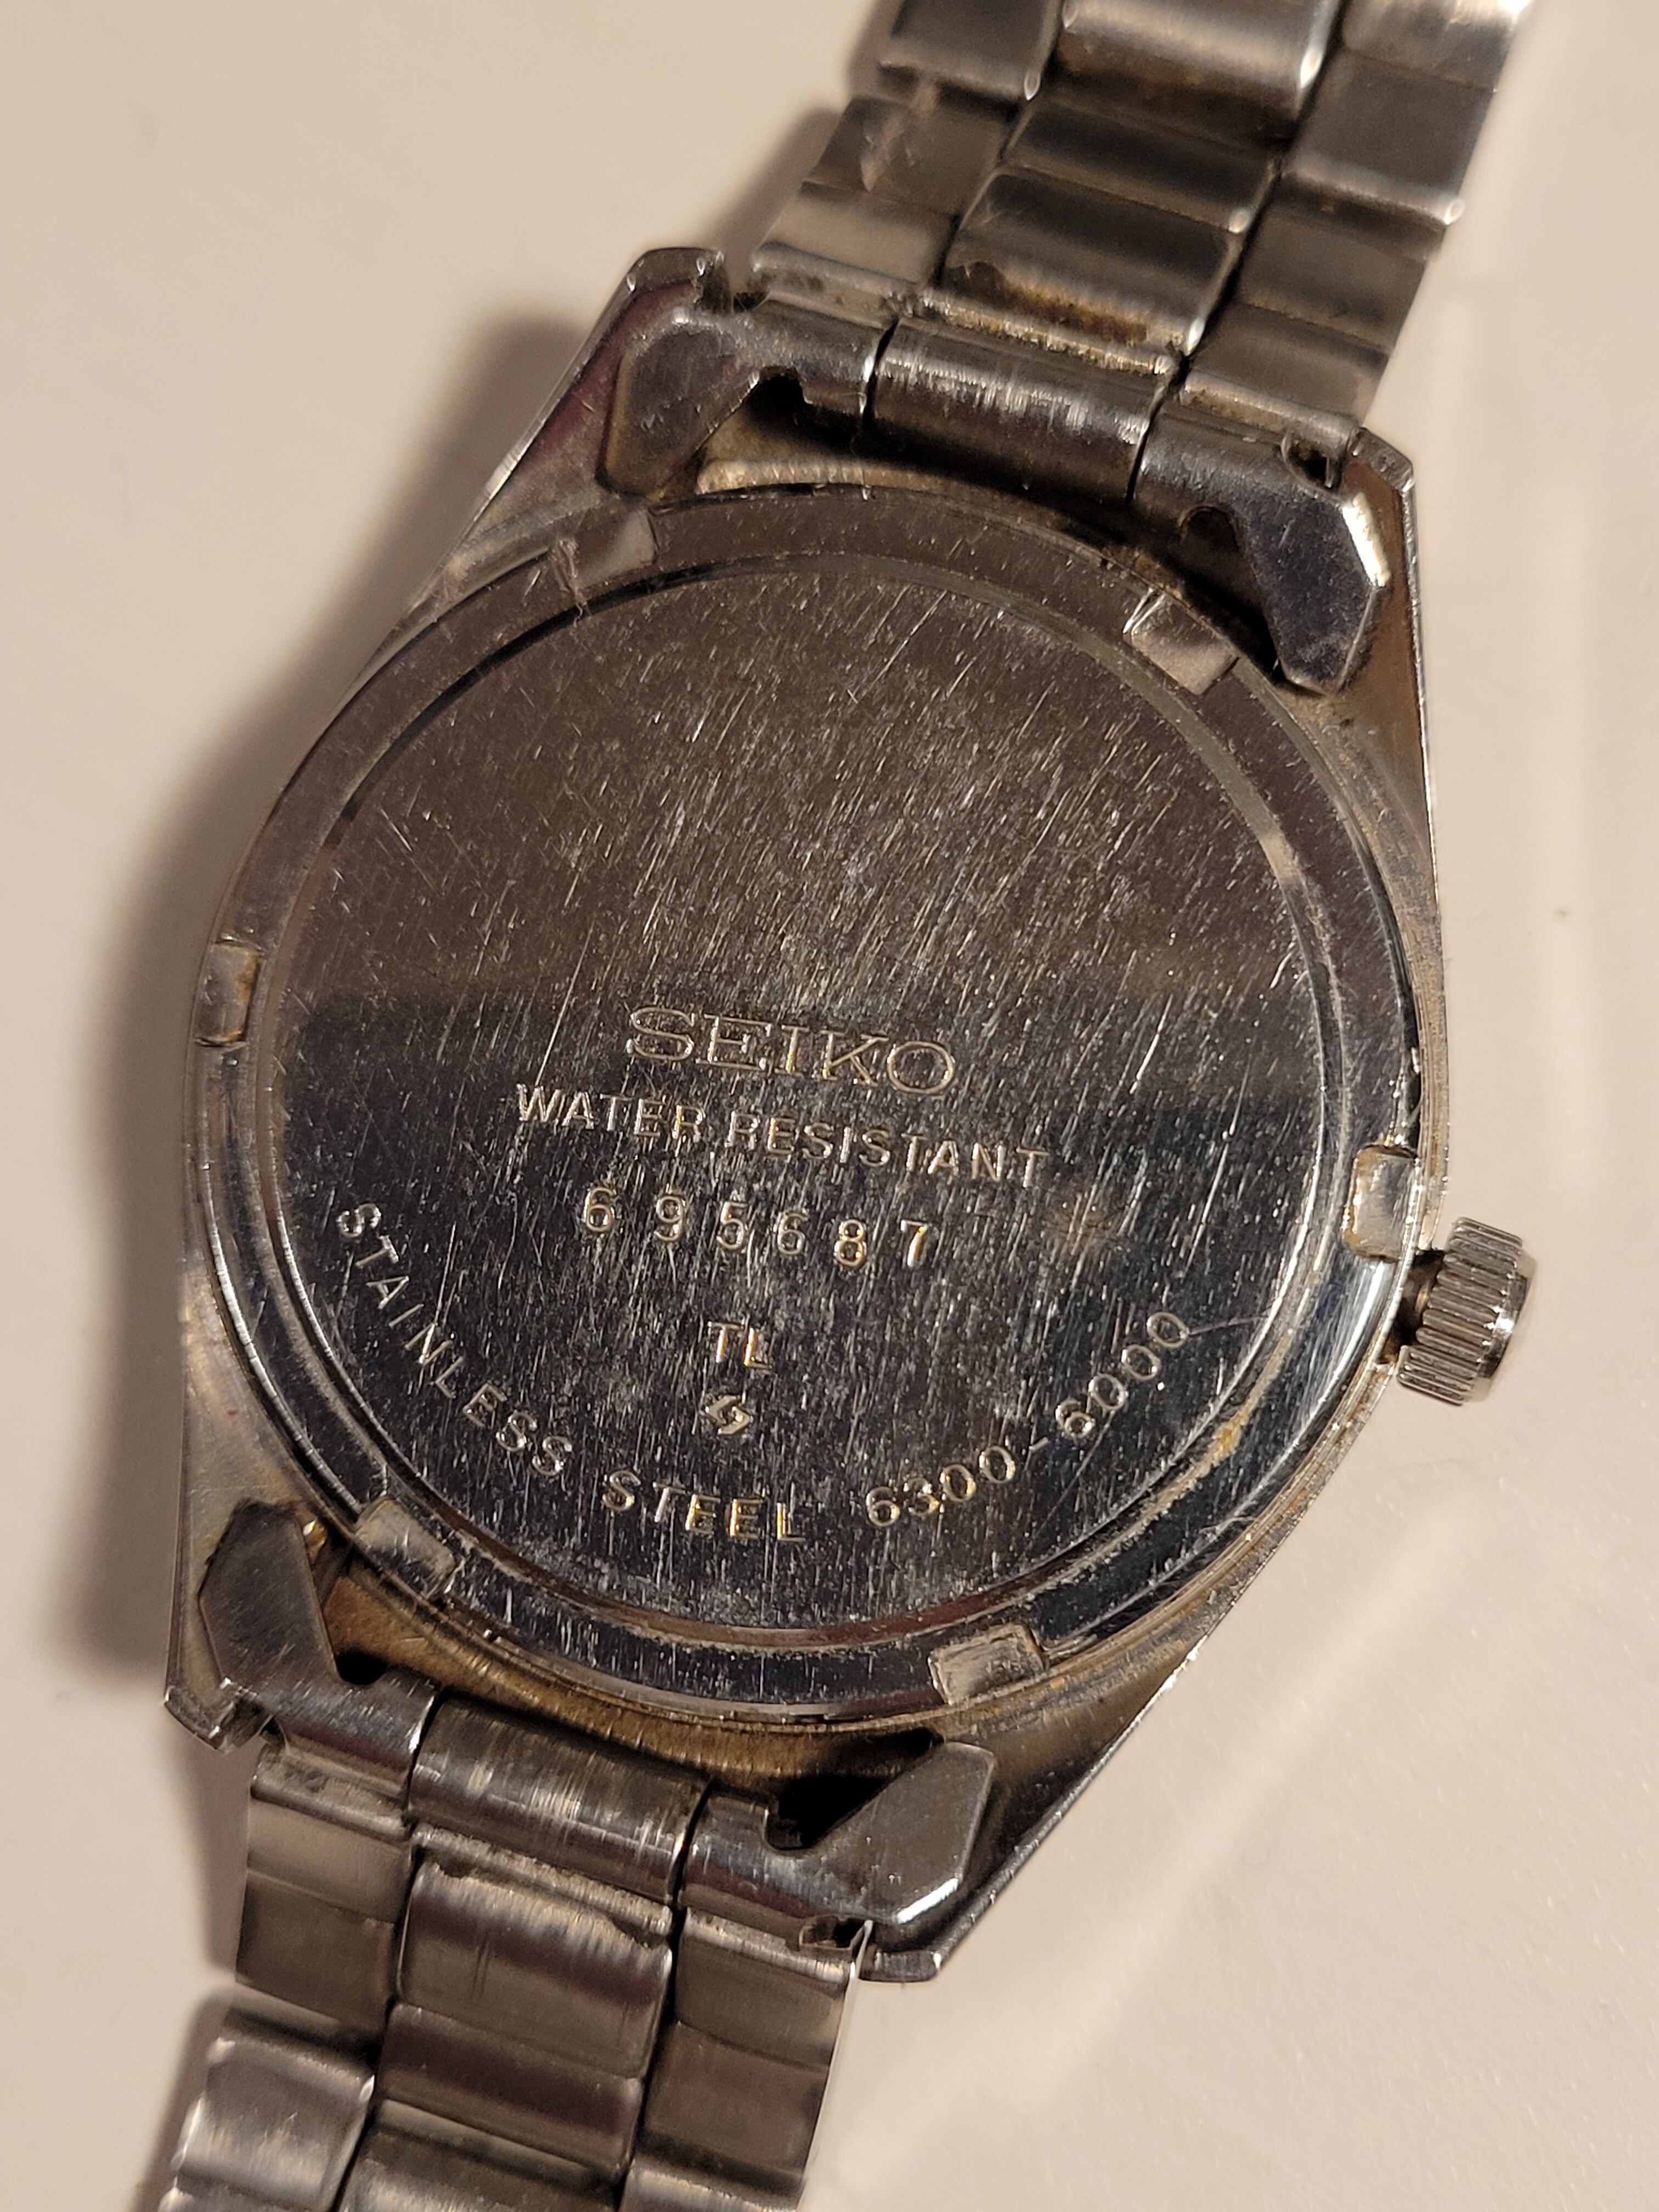 SEIKO
WATER RESISTANT
695687
TL
STAINLESS STEEL 6300-6000